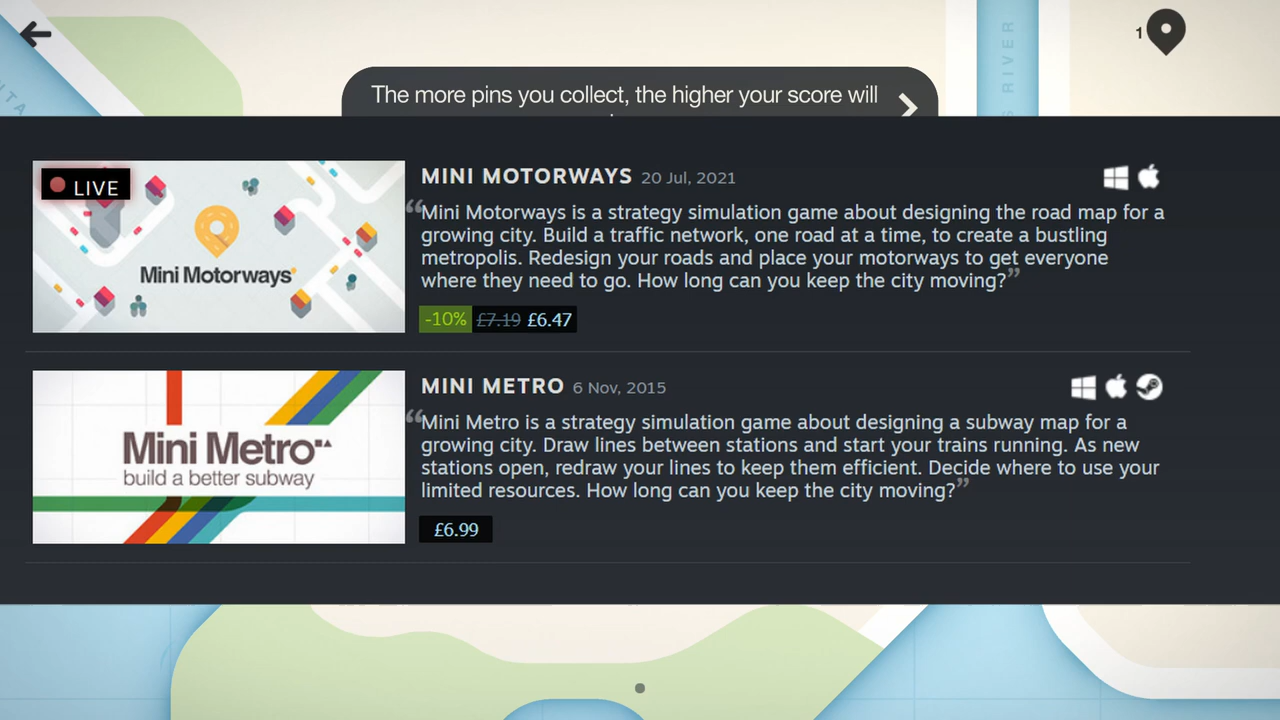 1
The more pins you collect, the higher your score will
LIVE
Mini Motorways
MINI MOTORWAYS 20 Jul, 2021
“Mini Motorways is a strategy simulation game about designing the road map for a
growing city. Build a traffic network, one road at a time, to create a bustling
metropolis. Redesign your roads and place your motorways to get everyone
where they need to go. How long can you keep the city moving?”
-10% £7.19 £6.47
Mini Metro
build a better subway
MINI METRO 6 Nov, 2015
“Mini Metro is a strategy simulation game about designing a subway map for a
growing city. Draw lines between stations and start your trains running. As new
stations open, redraw your lines to keep them efficient. Decide where to use your
limited resources. How long can you keep the city moving?”
£6.99
RIVER